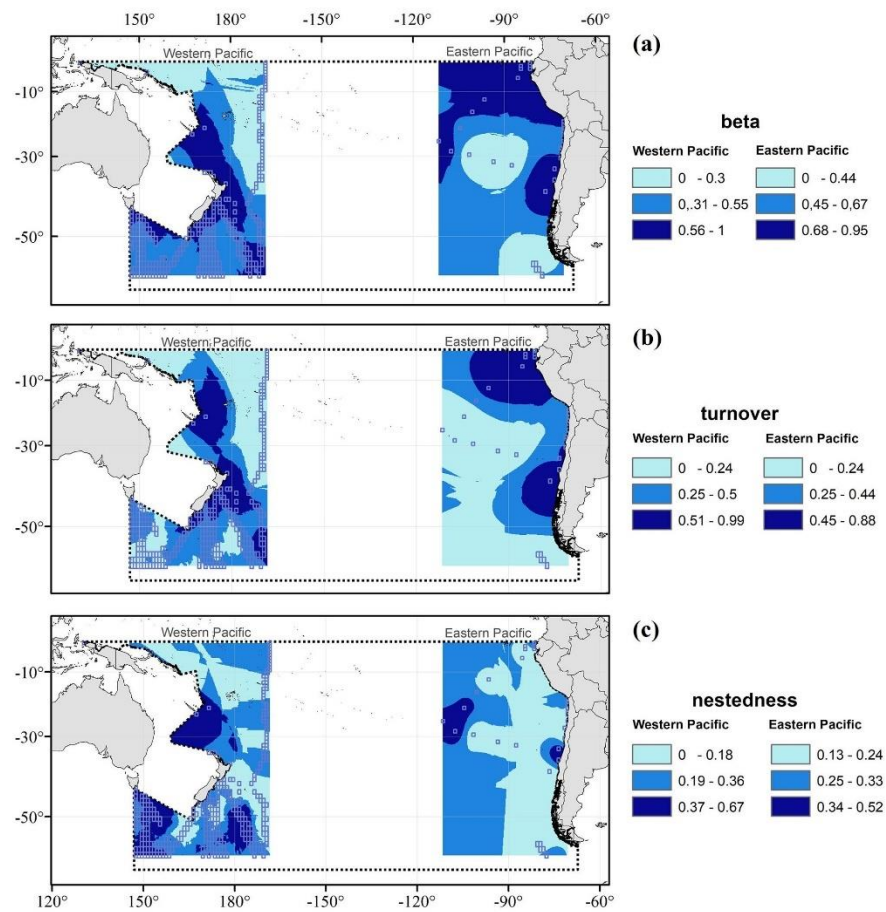 150° 180° -150° -120° -90° -60°
(a)
Western Pacific Eastern Pacific
-10°
-30°
-50°
beta
Western Pacific Eastern Pacific
0 - 0.3 0 - 0.44
0,.31 - 0.55 0,45 - 0,67
0.56 - 1 0.68 - 0.95
(b)
Western Pacific Eastern Pacific
-10°
-30°
-50°
turnover
Western Pacific Eastern Pacific
0 - 0.24 0 - 0.24
0.25 - 0.5 0.25 - 0.44
0.51 - 0.99 0.45 - 0.88
(c)
Western Pacific Eastern Pacific
-10°
-30°
-50°
nestedness
Western Pacific Eastern Pacific
0 - 0.18 0.13 - 0.24
0.19 - 0.36 0.25 - 0.33
0.37 - 0.67 0.34 - 0.52
120° 150° 180° -150° -120° -90° -60°